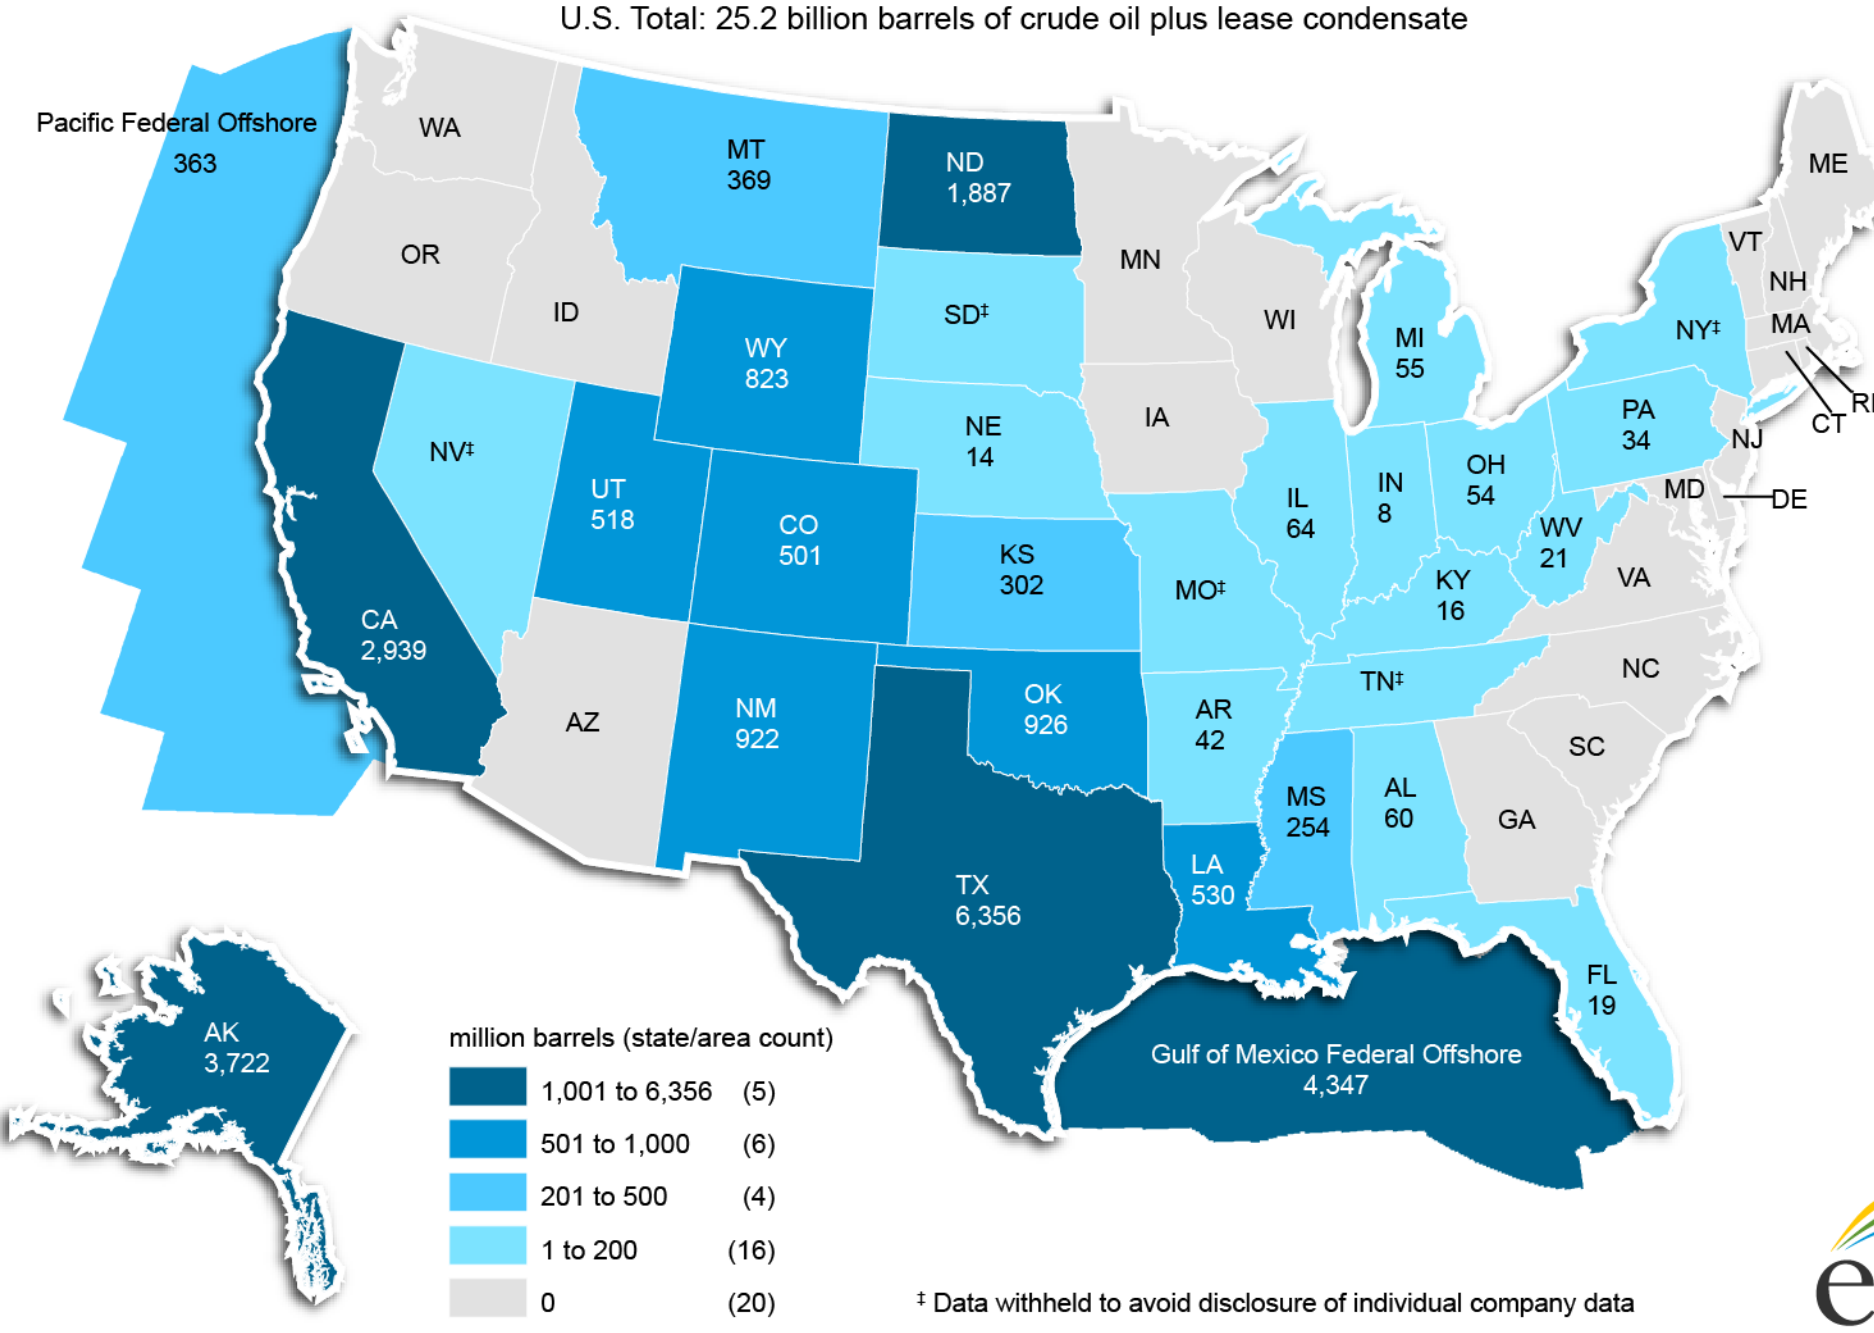 U.S. Total: 25.2 billion barrels of crude oil plus lease condensate
Pacific Federal Offshore
363
WA
MT
369
ND
1,887
ME
OR
ID
MN
VT
NH
WY
823
SD‡
WI
MI
55
NY‡
MA
RI
CT
NV‡
UT
518
NE
14
IA
PA
34
NJ
MD
DE
CO
501
IL
64
IN
8
OH
54
WV
21
CA
2,939
KS
302
MO‡
KY
16
VA
AZ
NM
922
OK
926
AR
42
TN‡
NC
SC
MS
254
AL
60
GA
TX
6,356
LA
530
FL
19
AK
3,722
Gulf of Mexico Federal Offshore
4,347
million barrels (state/area count)
1,001 to 6,356 (5)
501 to 1,000 (6)
201 to 500 (4)
1 to 200 (16)
0 (20)
‡ Data withheld to avoid disclosure of individual company data
e